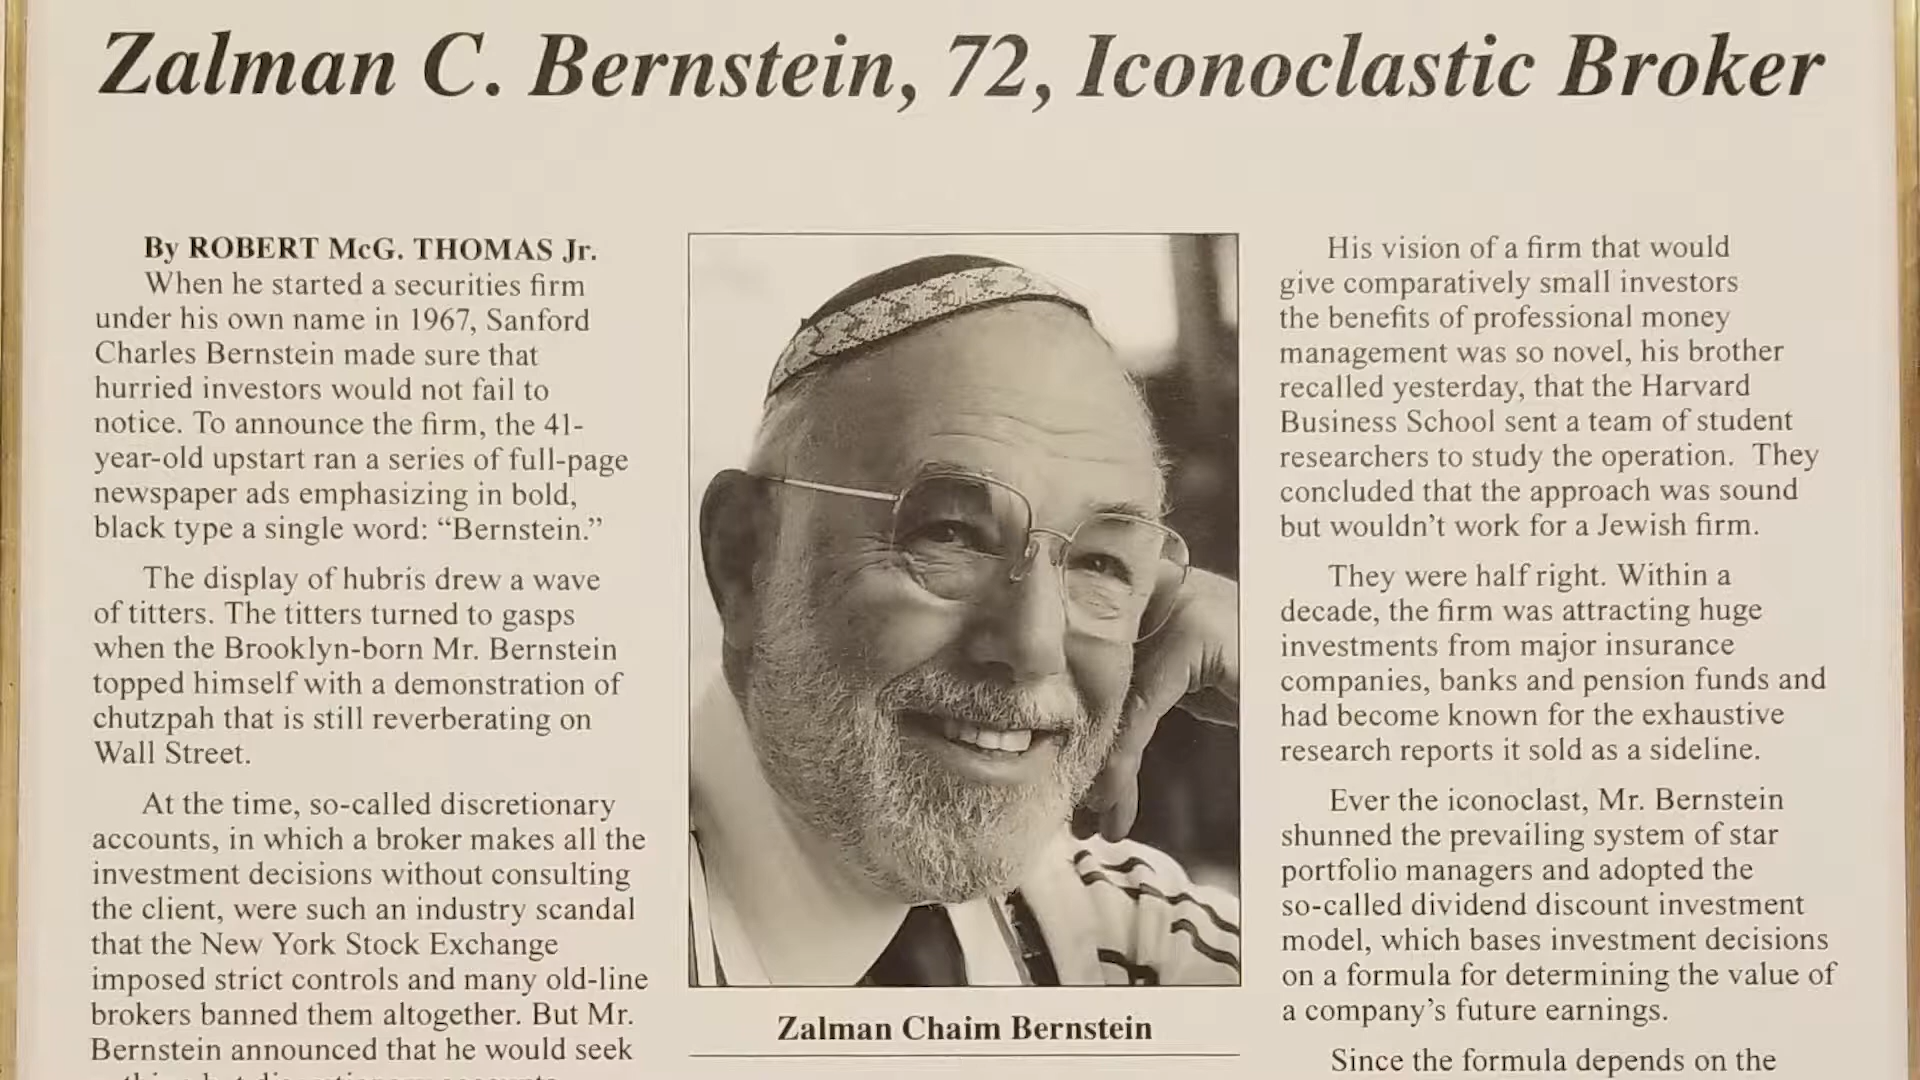 Zalman C. Bernstein, 72, Iconoclastic Broker
By ROBERT McG. THOMAS Jr.
When he started a securities firm
under his own name in 1967, Sanford
Charles Bernstein made sure that
hurried investors would not fail to
notice. To announce the firm, the 41-
year-old upstart ran a series of full-page
newspaper ads emphasizing in bold,
black type a single word: “Bernstein.”
The display of hubris drew a wave
of titters. The titters turned to gasps
when the Brooklyn-born Mr. Bernstein
topped himself with a demonstration of
chutzpah that is still reverberating on
Wall Street.
At the time, so-called discretionary
accounts, in which a broker makes all the
investment decisions without consulting
the client, were such an industry scandal
that the New York Stock Exchange
imposed strict controls and many old-line
brokers banned them altogether. But Mr.
Bernstein announced that he would seek
Zalman Chaim Bernstein
His vision of a firm that would
give comparatively small investors
the benefits of professional money
management was so novel, his brother
recalled yesterday, that the Harvard
Business School sent a team of student
researchers to study the operation. They
concluded that the approach was sound
but wouldn’t work for a Jewish firm.
They were half right. Within a
decade, the firm was attracting huge
investments from major insurance
companies, banks and pension funds and
had become known for the exhaustive
research reports it sold as a sideline.
Ever the iconoclast, Mr. Bernstein
shunned the prevailing system of star
portfolio managers and adopted the
so-called dividend discount investment
model, which bases investment decisions
on a formula for determining the value of
a company’s future earnings.
Since the formula depends on the